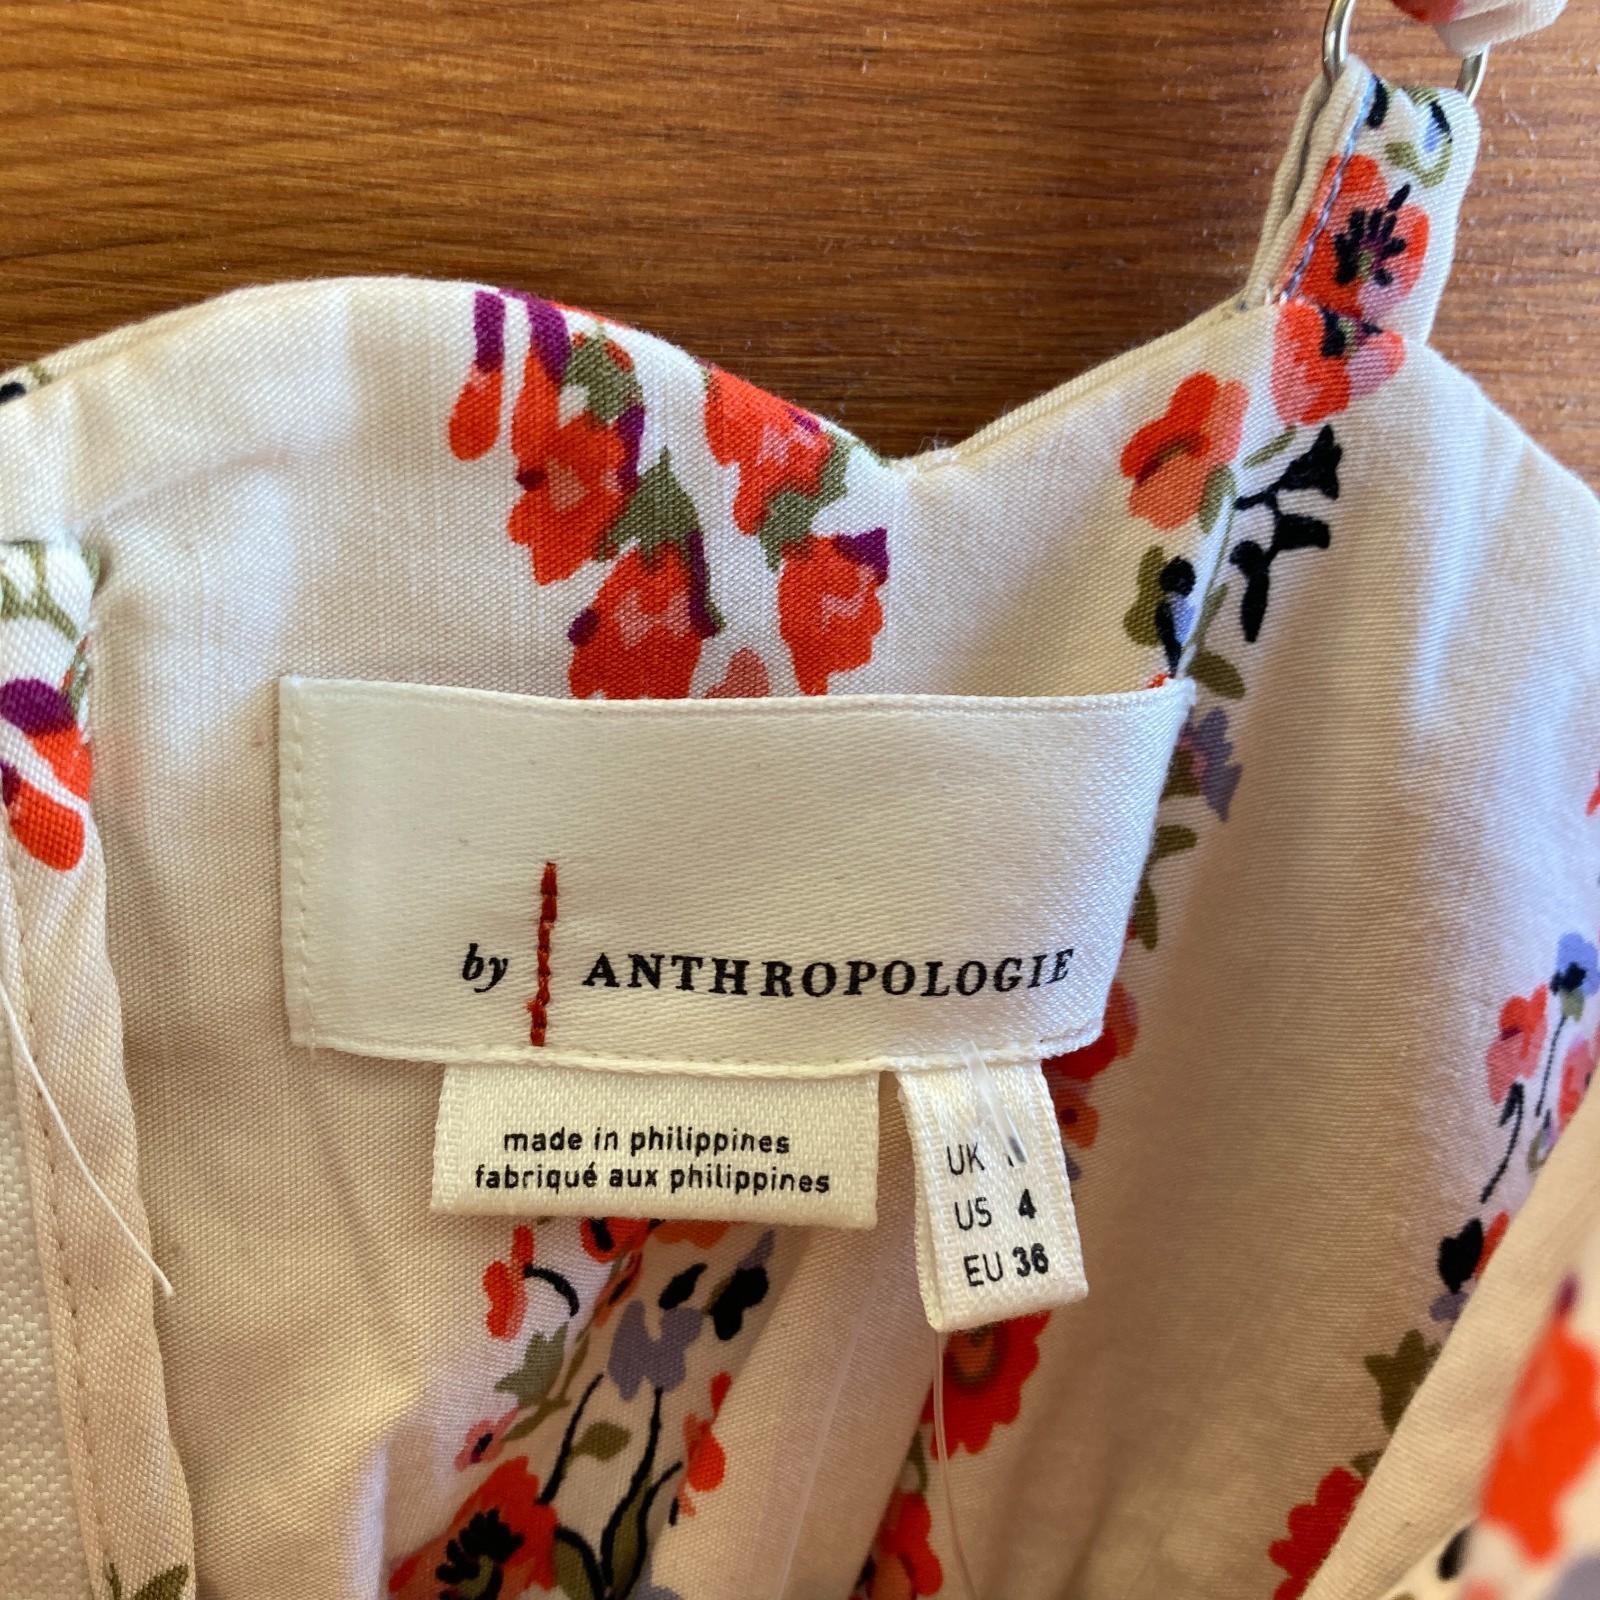 by ANTHROPOLOGIE
made in philippines
fabriqué aux philippines
UK
US 4
EU 36